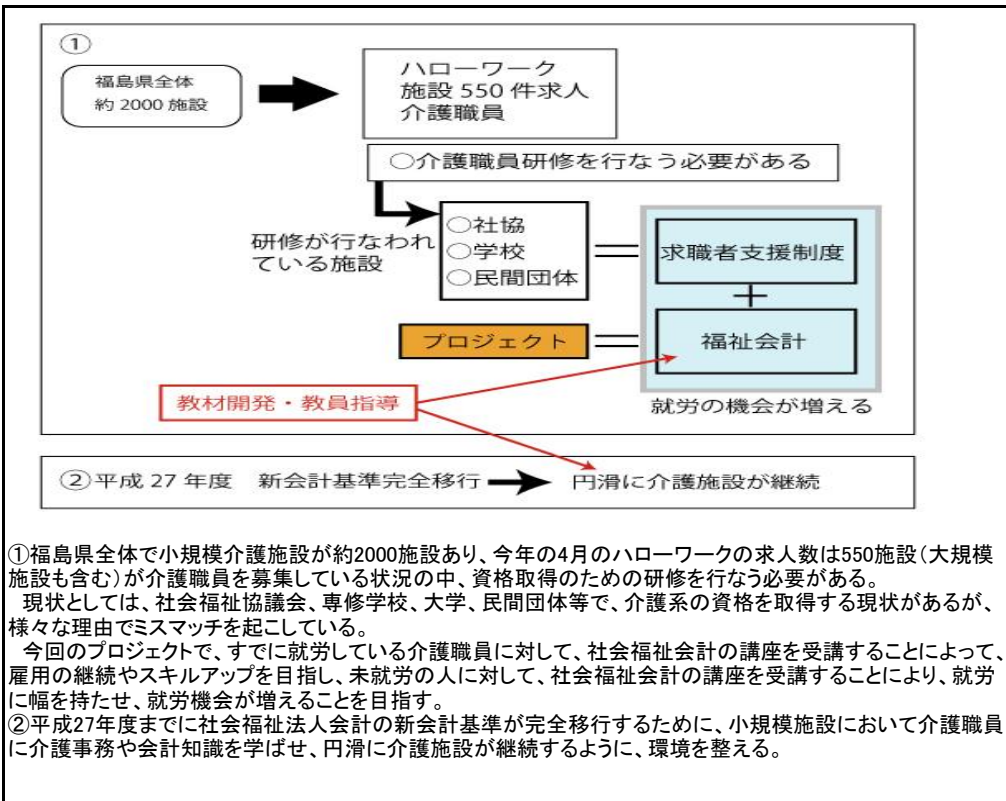 ①
福島県全体
約 2000 施設
ハローワーク
施設 550 件求人
介護職員
○介護職員研修を行なう必要がある
研修が行なわれ
ている施設
○社協
○学校
○民間団体
求職者支援制度
+
プロジェクト
福祉会計
教材開発・教員指導
就労の機会が増える
②平成 27 年度 新会計基準完全移行
円滑に介護施設が継続
①福島県全体で小規模介護施設が約2000施設あり、今年の4月のハローワークの求人数は550施設(大規模
施設も含む)が介護職員を募集している状況の中、資格取得のための研修を行なう必要がある。
現状としては、社会福祉協議会、専修学校、大学、民間団体等で、介護系の資格を取得する現状があるが、
様々な理由でミスマッチを起こしている。
今回のプロジェクトで、すでに就労している介護職員に対して、社会福祉会計の講座を受講することによって、
雇用の継続やスキルアップを目指し、未就労の人に対して、社会福祉会計の講座を受講することにより、就労
に幅を持たせ、就労機会が増えることを目指す。
②平成27年度までに社会福祉法人会計の新会計基準が完全移行するために、小規模施設において介護職員
に介護事務や会計知識を学ばせ、円滑に介護施設が継続するように、環境を整える。